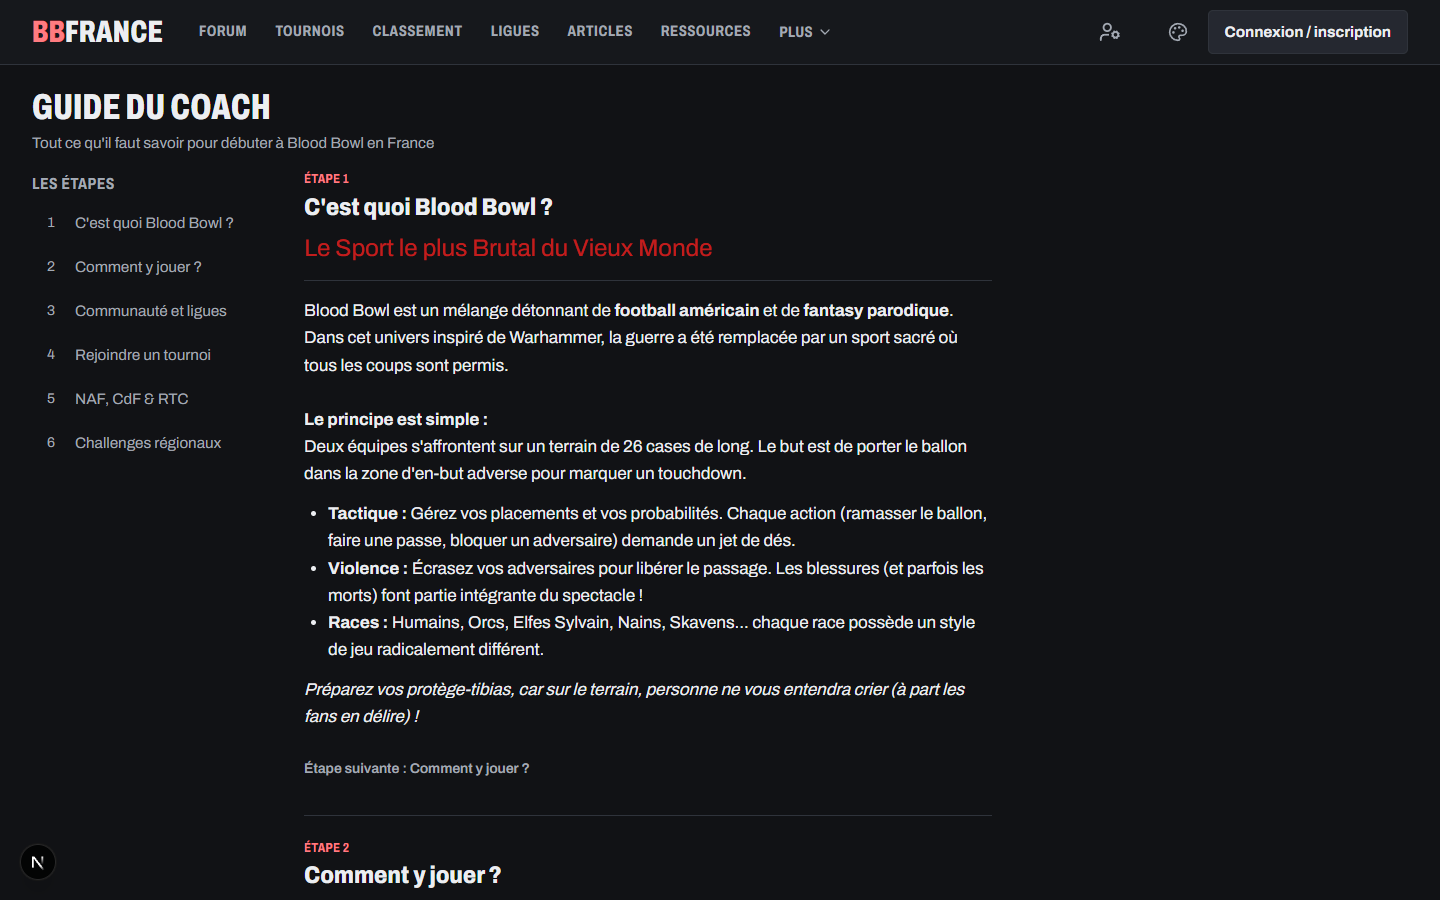 BBFRANCE
FORUM
TOURNOIS
CLASSEMENT
LIGUES
ARTICLES
RESSOURCES
PLUS
Connexion / inscription
GUIDE DU COACH
Tout ce qu'il faut savoir pour débuter à Blood Bowl en France
LES ÉTAPES
1 C'est quoi Blood Bowl ?
2 Comment y jouer ?
3 Communauté et ligues
4 Rejoindre un tournoi
5 NAF, CdF & RTC
6 Challenges régionaux
ÉTAPE 1
C'est quoi Blood Bowl ?
Le Sport le plus Brutal du Vieux Monde
Blood Bowl est un mélange détonnant de football américain et de fantasy parodique.
Dans cet univers inspiré de Warhammer, la guerre a été remplacée par un sport sacré où
tous les coups sont permis.
Le principe est simple :
Deux équipes s'affrontent sur un terrain de 26 cases de long. Le but est de porter le ballon
dans la zone d'en-but adverse pour marquer un touchdown.
• Tactique : Gérez vos placements et vos probabilités. Chaque action (ramasser le ballon,
faire une passe, bloquer un adversaire) demande un jet de dés.
• Violence : Écrasez vos adversaires pour libérer le passage. Les blessures (et parfois les
morts) font partie intégrante du spectacle !
• Races : Humains, Orcs, Elfes Sylvain, Nains, Skavens... chaque race possède un style
de jeu radicalement différent.
Préparez vos protège-tibias, car sur le terrain, personne ne vous entendra crier (à part les
fans en délire) !
Étape suivante : Comment y jouer ?
ÉTAPE 2
Comment y jouer ?
N